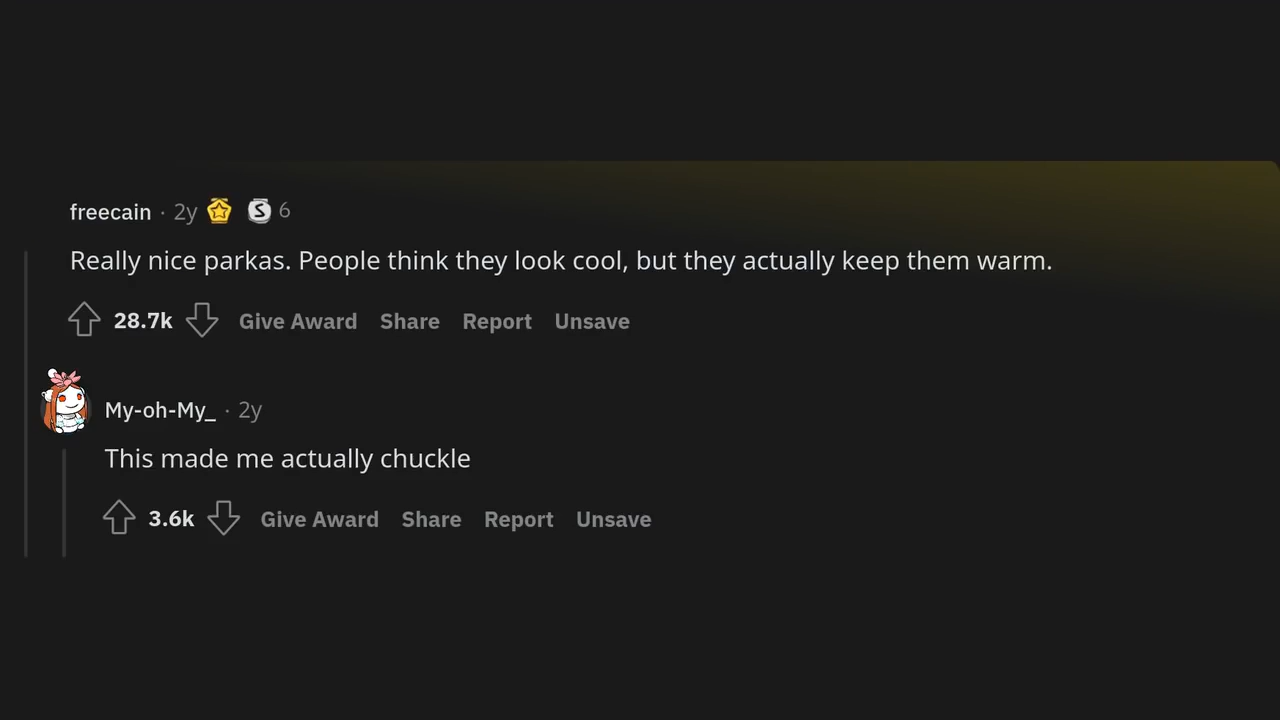 freecain · 2y 6
Really nice parkas. People think they look cool, but they actually keep them warm.
28.7k Give Award Share Report Unsave
My-oh-My_ · 2y
This made me actually chuckle
3.6k Give Award Share Report Unsave